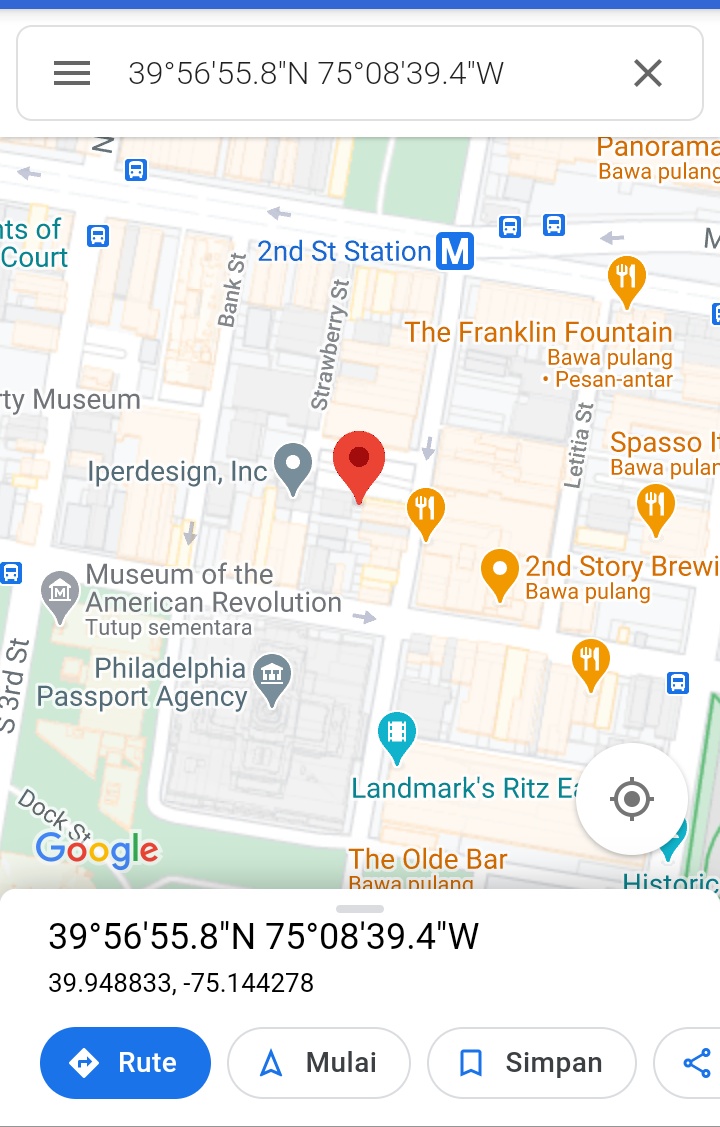 39°56'55.8"N 75°08'39.4"W
N
Panorama
Bawa pulang
nts of
Court
2nd St Station M
M
Bank St
Strawberry St
The Franklin Fountain
Bawa pulang
• Pesan-antar
rty Museum
Letitia St
Spasso It
Bawa pulan
Iperdesign, Inc
2nd Story Brewi
Bawa pulang
Museum of the
American Revolution
Tutup sementara
Philadelphia
Passport Agency
S 3rd St
Landmark's Ritz Ea
Dock St
Google
The Olde Bar
Bawa pulang
Historic
39°56'55.8"N 75°08'39.4"W
39.948833, -75.144278
Rute
Mulai
Simpan